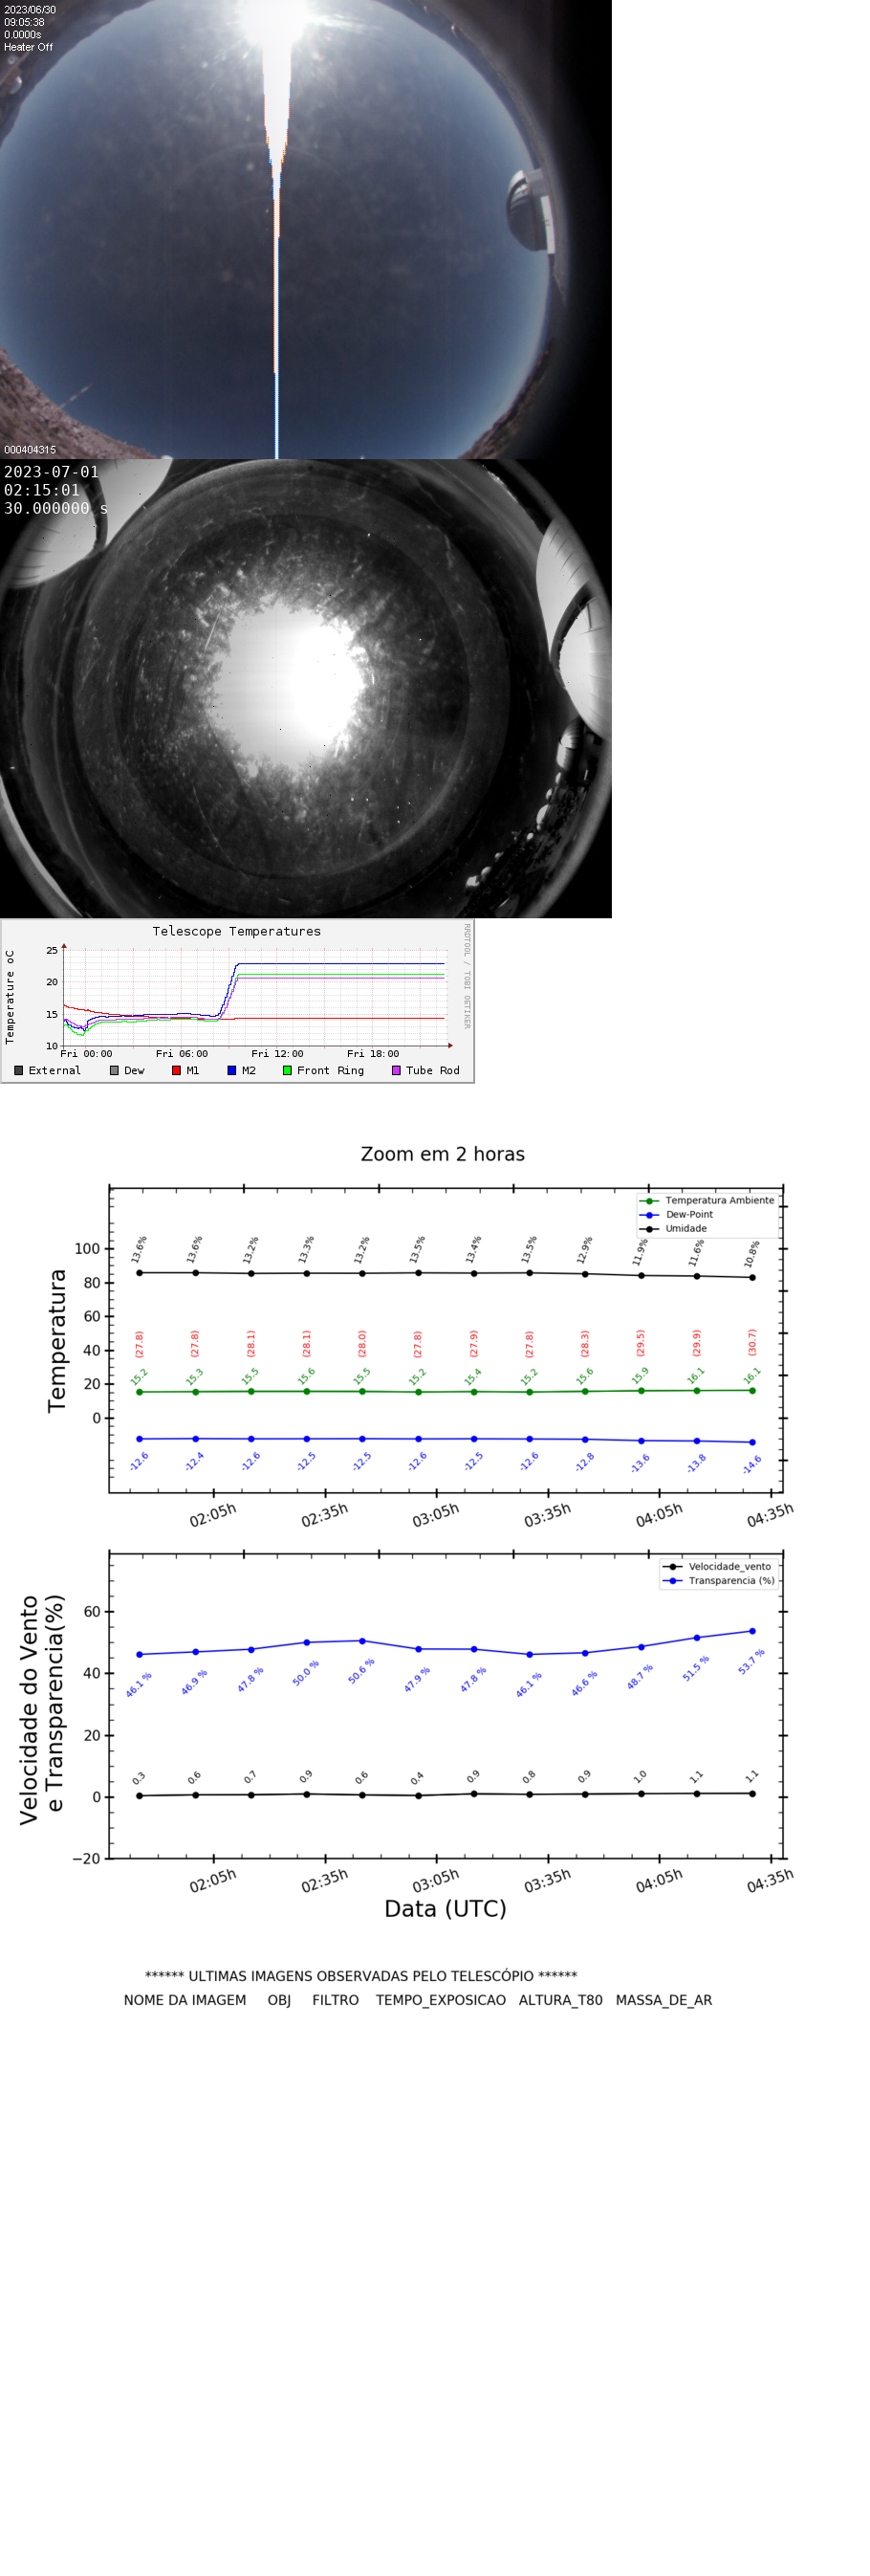 2023/06/30
09:05:38
0.0000s
Heater Off
000404315
2023-07-01
02:15:01
30.000000 s
Telescope Temperatures
RRDTOOL / TOBI OETIKER
Temperature oC
25
20
15
10
Fri 00:00 Fri 06:00 Fri 12:00 Fri 18:00
External Dew M1 M2 Front Ring Tube Rod
Zoom em 2 horas
Temperatura Ambiente
Dew-Point
Umidade
Temperatura
100
80
60
40
20
0
13.6% 13.6% 13.2% 13.3% 13.2% 13.5% 13.4% 13.5% 12.9% 11.9% 11.6% 10.8%
(27.8) (27.8) (28.1) (28.1) (28.0) (27.8) (27.9) (27.8) (28.3) (29.5) (29.9) (30.7)
15.2 15.3 15.5 15.6 15.5 15.2 15.4 15.2 15.6 15.9 16.1 16.1
-12.6 -12.4 -12.6 -12.5 -12.5 -12.6 -12.5 -12.6 -12.8 -13.6 -13.8 -14.6
02:05h 02:35h 03:05h 03:35h 04:05h 04:35h
Velocidade_vento
Transparencia (%)
Velocidade do Vento
e Transparencia(%)
60
40
20
0
−20
46.1 % 46.9 % 47.8 % 50.0 % 50.6 % 47.9 % 47.8 % 46.1 % 46.6 % 48.7 % 51.5 % 53.7 %
0.3 0.6 0.7 0.9 0.6 0.4 0.9 0.8 0.9 1.0 1.1 1.1
02:05h 02:35h 03:05h 03:35h 04:05h 04:35h
Data (UTC)
****** ULTIMAS IMAGENS OBSERVADAS PELO TELESCÓPIO ******
NOME DA IMAGEM OBJ FILTRO TEMPO_EXPOSICAO ALTURA_T80 MASSA_DE_AR